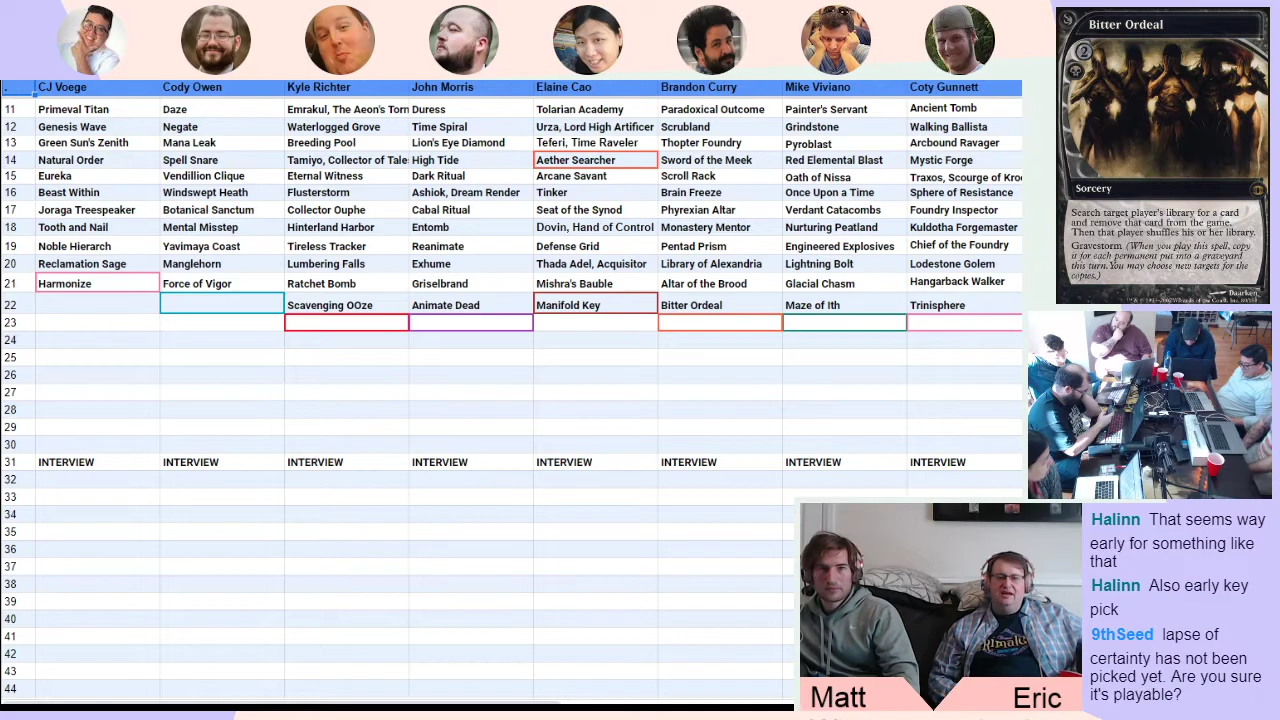 . CJ Voege Cody Owen Kyle Richter John Morris Elaine Cao Brandon Curry Mike Viviano Coty Gunnett
11 Primeval Titan Daze Emrakul, The Aeon's Torn Duress Tolarian Academy Paradoxical Outcome Painter's Servant Ancient Tomb
12 Genesis Wave Negate Waterlogged Grove Time Spiral Urza, Lord High Artificer Scrubland Grindstone Walking Ballista
13 Green Sun's Zenith Mana Leak Breeding Pool Lion's Eye Diamond Teferi, Time Raveler Thopter Foundry Pyroblast Arcbound Ravager
14 Natural Order Spell Snare Tamiyo, Collector of Tale High Tide Aether Searcher Sword of the Meek Red Elemental Blast Mystic Forge
15 Eureka Vendillion Clique Eternal Witness Dark Ritual Arcane Savant Scroll Rack Oath of Nissa Traxos, Scourge of Kroo
16 Beast Within Windswept Heath Flusterstorm Ashiok, Dream Render Tinker Brain Freeze Once Upon a Time Sphere of Resistance
17 Joraga Treespeaker Botanical Sanctum Collector Ouphe Cabal Ritual Seat of the Synod Phyrexian Altar Verdant Catacombs Foundry Inspector
18 Tooth and Nail Mental Misstep Hinterland Harbor Entomb Dovin, Hand of Control Monastery Mentor Nurturing Peatland Kuldotha Forgemaster
19 Noble Hierarch Yavimaya Coast Tireless Tracker Reanimate Defense Grid Pentad Prism Engineered Explosives Chief of the Foundry
20 Reclamation Sage Manglehorn Lumbering Falls Exhume Thada Adel, Acquisitor Library of Alexandria Lightning Bolt Lodestone Golem
21 Harmonize Force of Vigor Ratchet Bomb Griselbrand Mishra's Bauble Altar of the Brood Glacial Chasm Hangarback Walker
22 Scavenging OOze Animate Dead Manifold Key Bitter Ordeal Maze of Ith Trinisphere
23
24
25
26
27
28
29
30
31 INTERVIEW INTERVIEW INTERVIEW INTERVIEW INTERVIEW INTERVIEW INTERVIEW INTERVIEW
32
33
34
35
36
37
38
39
40
41
42
43
44
Bitter Ordeal
2
Sorcery
Search target player's library for a card
and remove that card from the game.
Then that player shuffles his or her library.
Gravestorm (When you play this spell, copy
it for each permanent put into a graveyard
this turn. You may choose new targets for the
copies.)
Daarken
Halinn That seems way
early for something like
that
Halinn Also early key
pick
9thSeed lapse of
certainty has not been
picked yet. Are you sure
it's playable?
Matt Eric